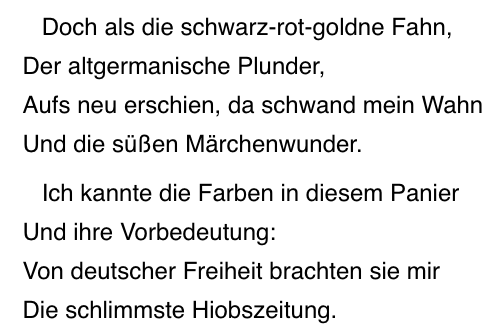 Doch als die schwarz-rot-goldne Fahn,
Der altgermanische Plunder,
Aufs neu erschien, da schwand mein Wahn
Und die süßen Märchenwunder.
Ich kannte die Farben in diesem Panier
Und ihre Vorbedeutung:
Von deutscher Freiheit brachten sie mir
Die schlimmste Hiobszeitung.